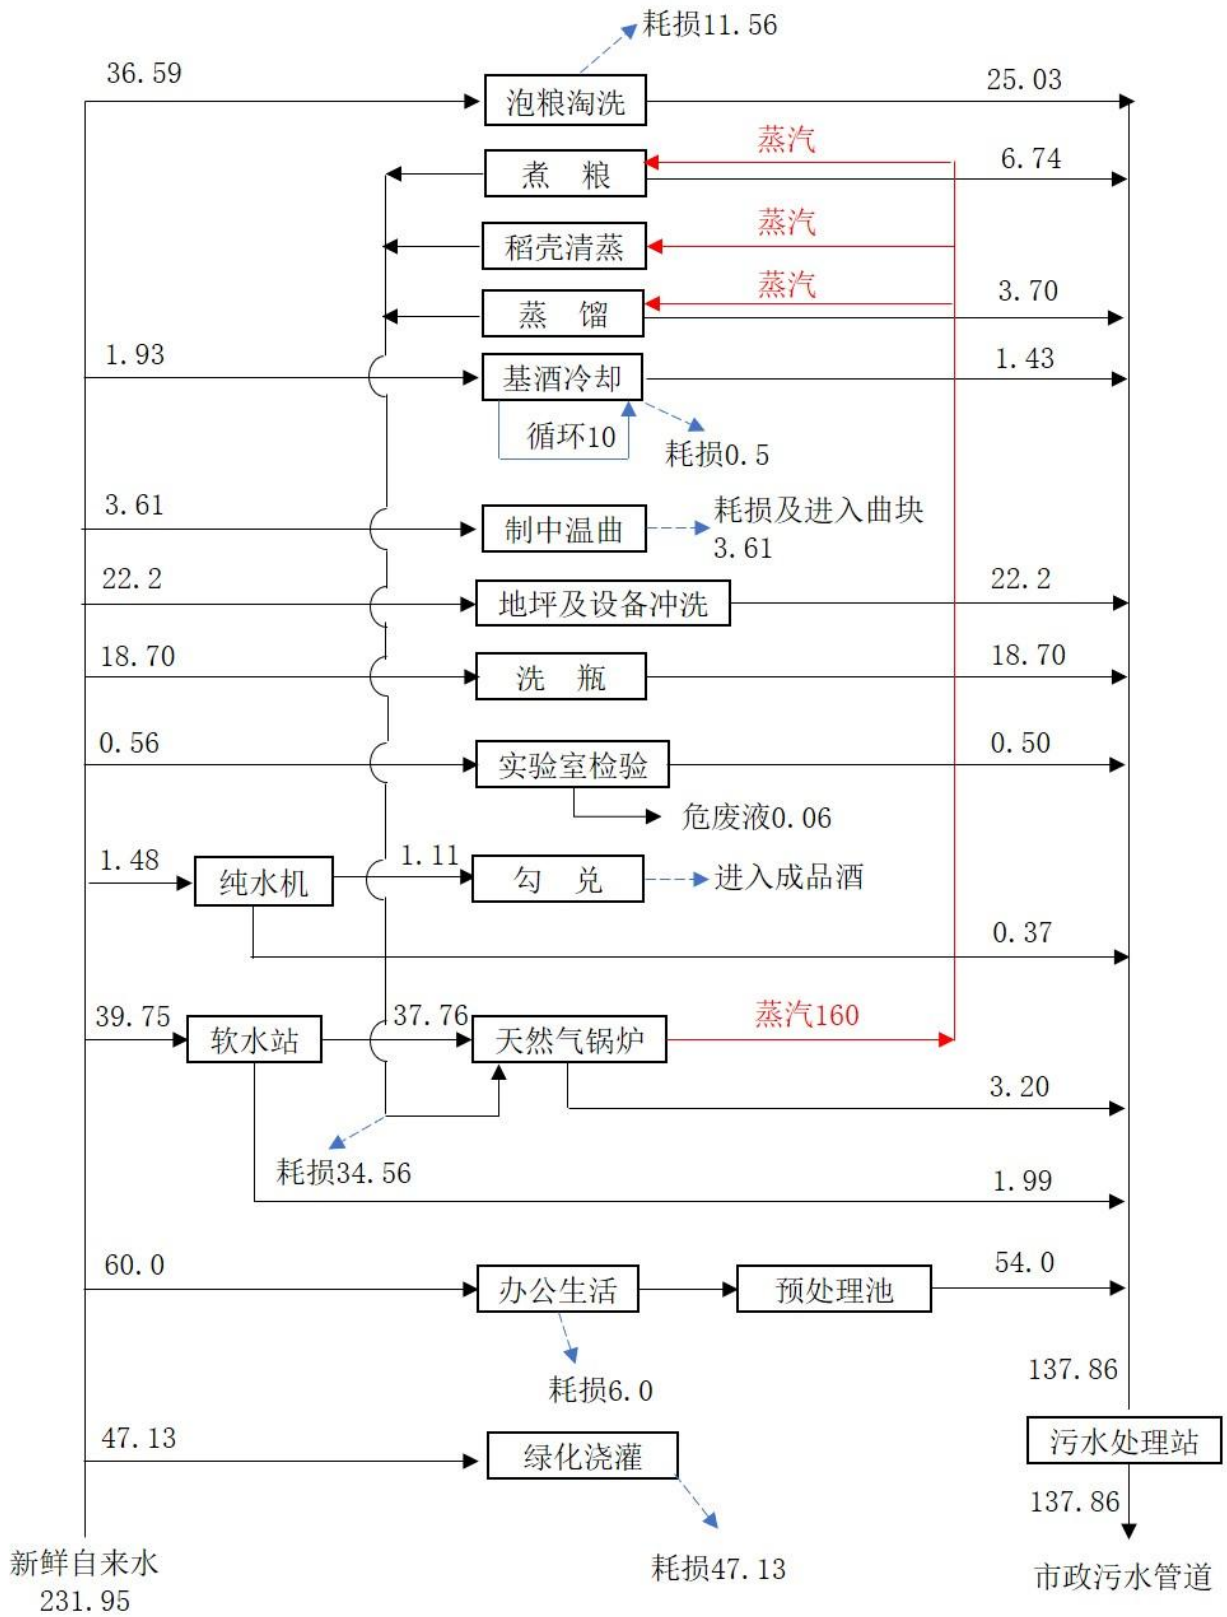 耗损11.56
36.59
泡粮淘洗
25.03
蒸汽
煮 粮
6.74
蒸汽
稻壳清蒸
蒸汽
蒸 馏
3.70
1.93
基酒冷却
1.43
循环10
耗损0.5
3.61
制中温曲
耗损及进入曲块
3.61
22.2
地坪及设备冲洗
22.2
18.70
洗 瓶
18.70
0.56
实验室检验
0.50
危废液0.06
1.48
纯水机
1.11
勾 兑
进入成品酒
0.37
39.75
软水站
37.76
天然气锅炉
蒸汽160
3.20
耗损34.56
1.99
60.0
办公生活
预处理池
54.0
耗损6.0
137.86
47.13
绿化浇灌
污水处理站
137.86
耗损47.13
新鲜自来水
231.95
市政污水管道